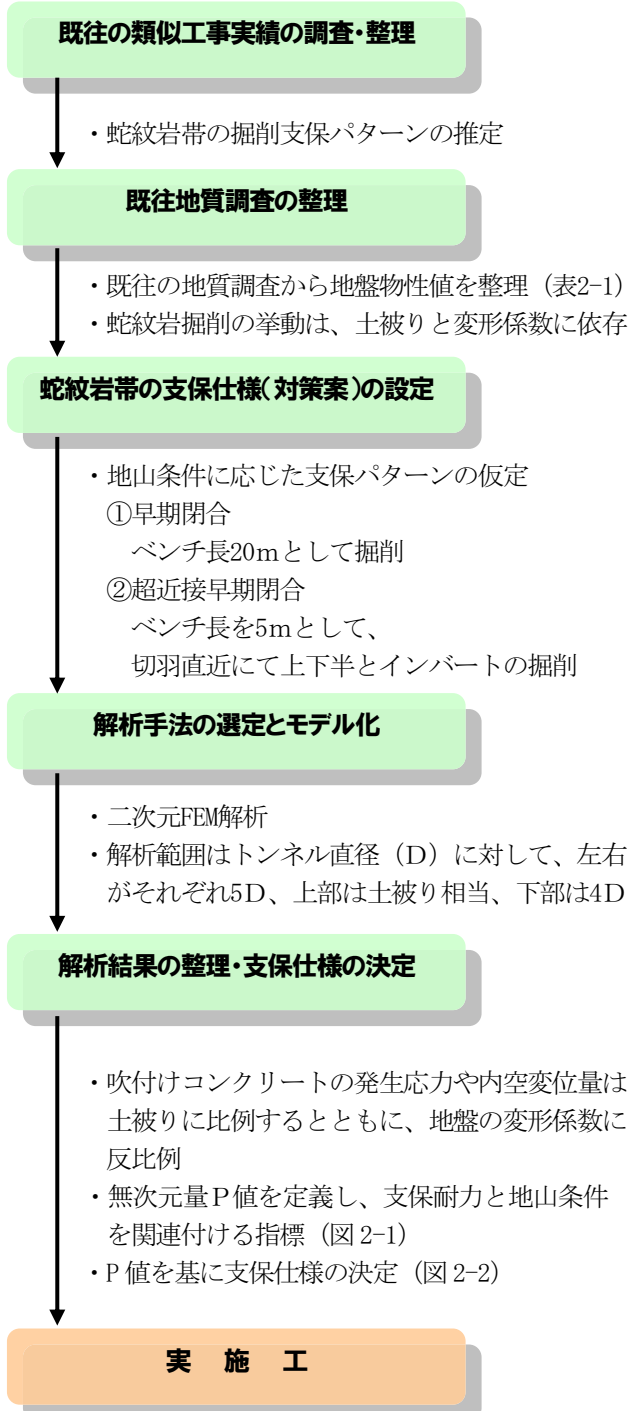 既往の類似工事実績の調査・整理
・蛇紋岩帯の掘削支保パターンの推定
既往地質調査の整理
・既往の地質調査から地盤物性値を整理（表2-1）
・蛇紋岩掘削の挙動は、土被りと変形係数に依存
蛇紋岩帯の支保仕様（対策案）の設定
・地山条件に応じた支保パターンの仮定
①早期閉合
ベンチ長20ｍとして掘削
②超近接早期閉合
ベンチ長を5ｍとして、
切羽直近にて上下半とインバートの掘削
解析手法の選定とモデル化
・二次元FEM解析
・解析範囲はトンネル直径（Ｄ）に対して、左右
がそれぞれ5Ｄ、上部は土被り相当、下部は4Ｄ
解析結果の整理・支保仕様の決定
・吹付けコンクリートの発生応力や内空変位量は
土被りに比例するとともに、地盤の変形係数に
反比例
・無次元量Ｐ値を定義し、支保耐力と地山条件
を関連付ける指標（図 2-1）
・P 値を基に支保仕様の決定（図 2-2）
実　施　工